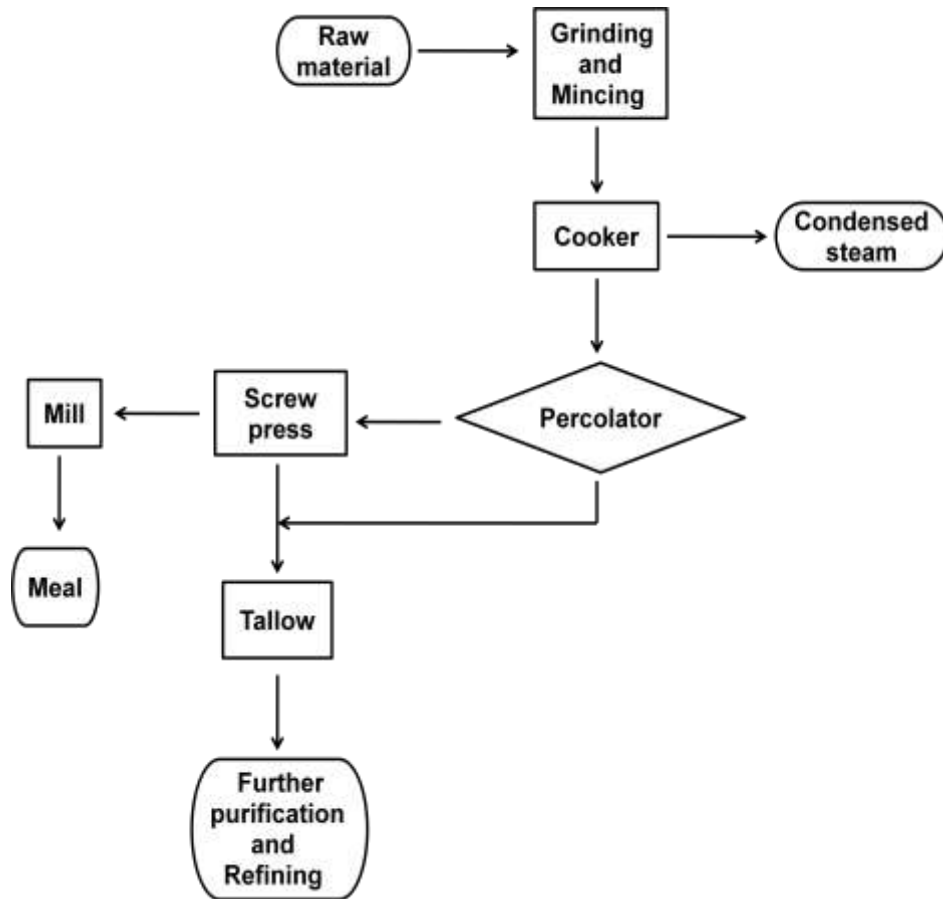 Raw
material
Grinding
and
Mincing
Cooker
Condensed
steam
Percolator
Screw
press
Mill
Meal
Tallow
Further
purification
and
Refining